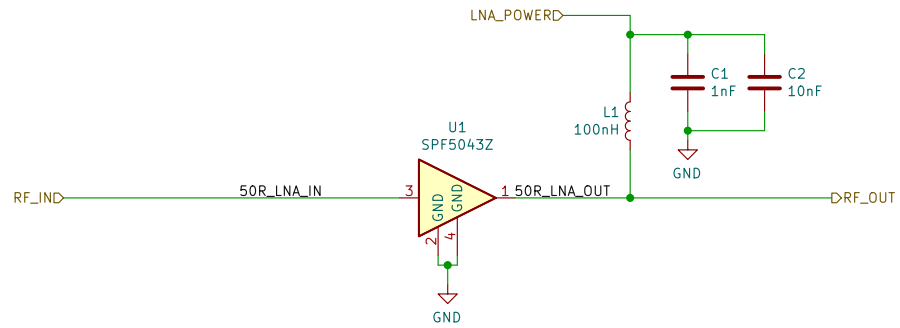 LNA_POWER
C1
1nF
C2
10nF
L1
100nH
GND
U1
SPF5043Z
RF_IN
50R_LNA_IN
3
GND
GND
1
50R_LNA_OUT
RF_OUT
2
4
GND